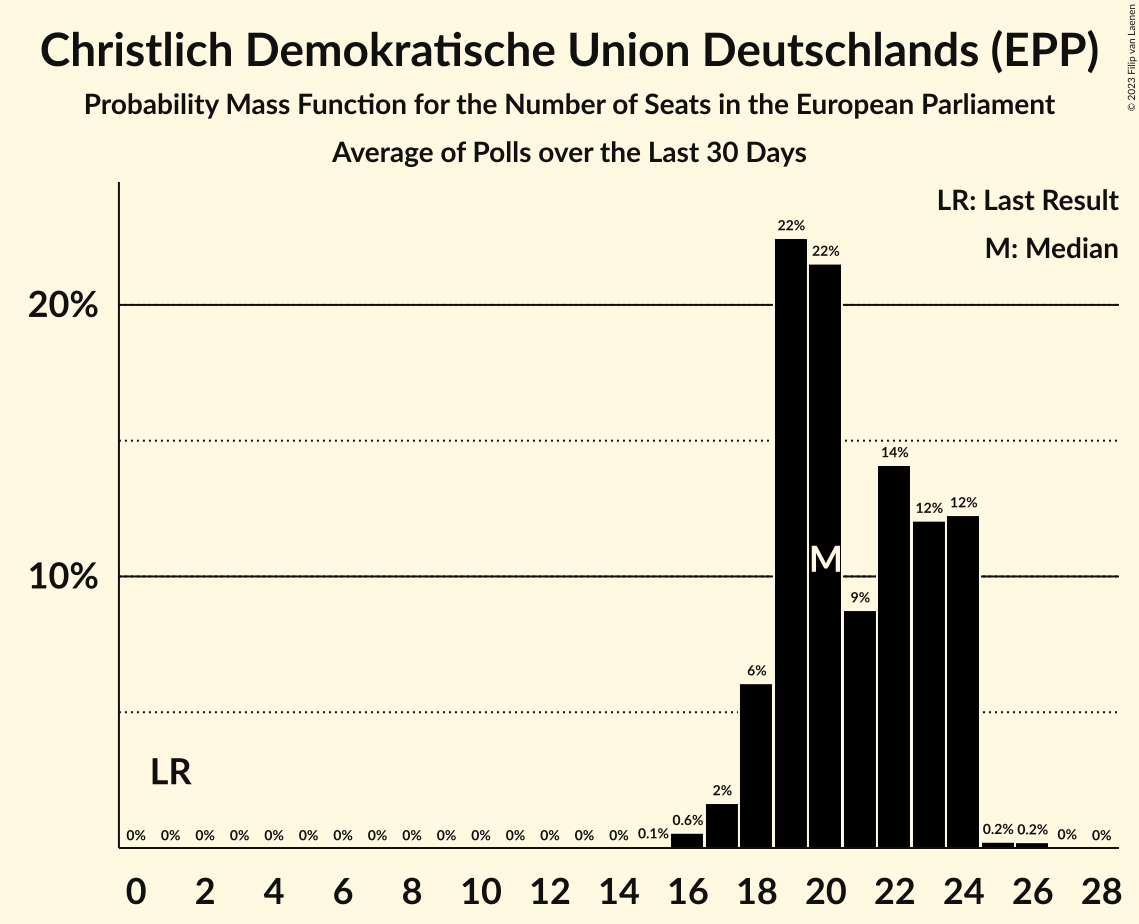 Christlich Demokratische Union Deutschlands (EPP)
Probability Mass Function for the Number of Seats in the European Parliament
Average of Polls over the Last 30 Days
© 2023 Filip van Laenen
LR: Last Result
M: Median
22%
22%
20%
14%
12%
12%
M
10%
9%
6%
LR
2%
0.6%
0% 0% 0% 0% 0% 0% 0% 0% 0% 0% 0% 0% 0% 0% 0% 0.1% 0.2% 0.2% 0% 0%
0 2 4 6 8 10 12 14 16 18 20 22 24 26 28